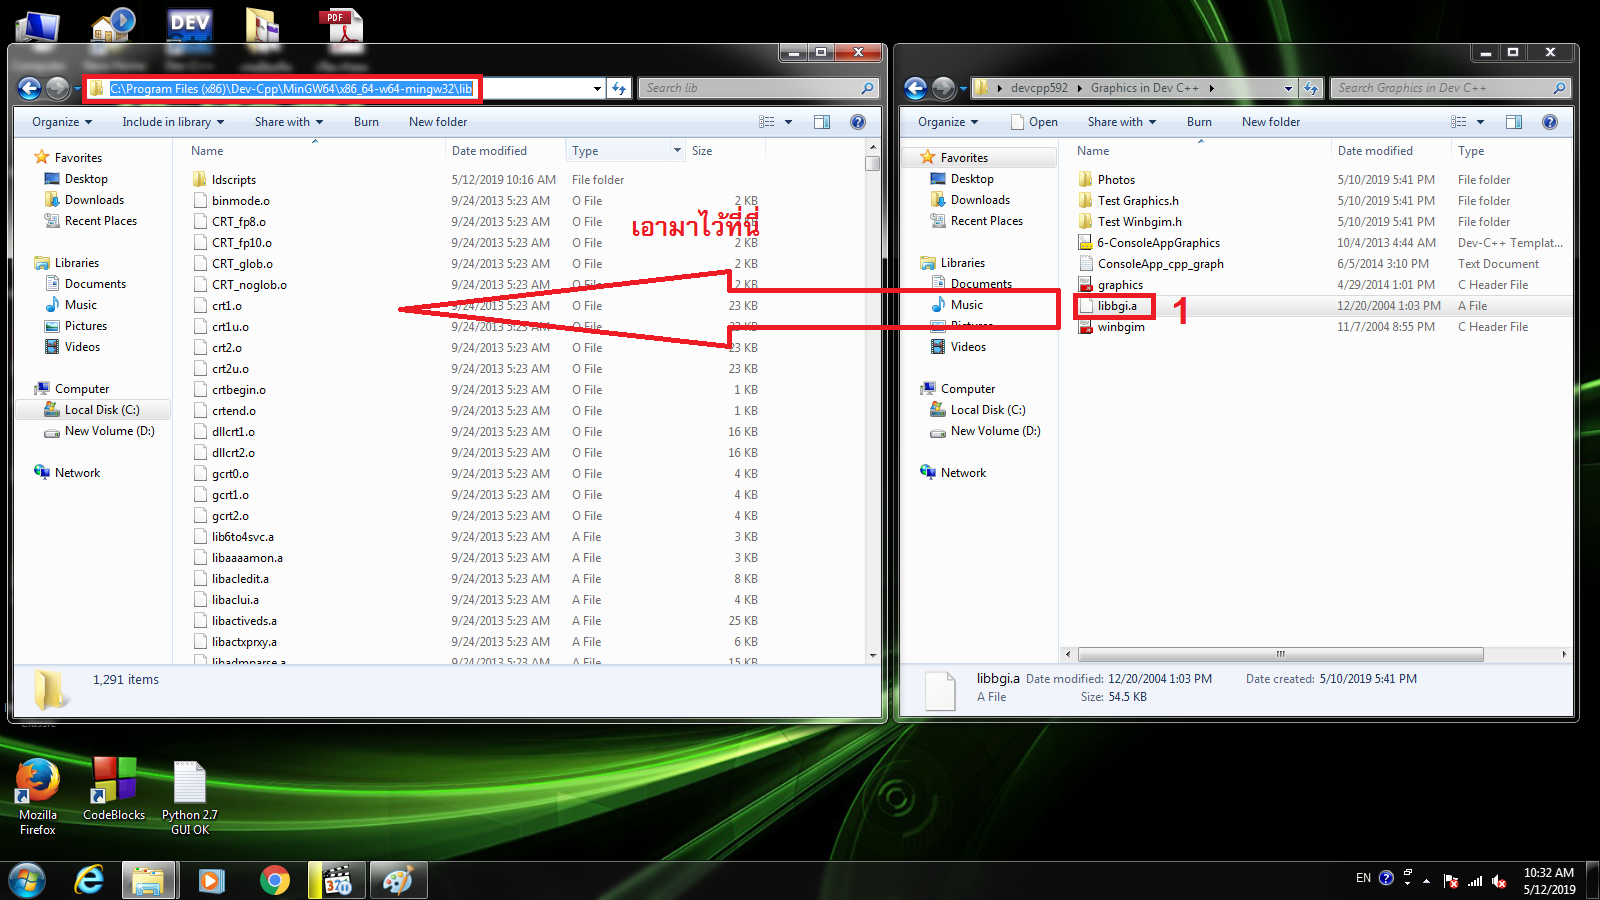 DEV
PDF
C:\Program Files (x86)\Dev-Cpp\MinGW64\x86_64-w64-mingw32\lib
Search lib
Organize
Include in library
Share with
Burn
New folder
Name
Date modified
Type
Size
Favorites
Desktop
Downloads
Recent Places
Libraries
Documents
Music
Pictures
Videos
Computer
Local Disk (C:)
New Volume (D:)
Network
ldscripts 5/12/2019 10:16 AM File folder
binmode.o 9/24/2013 5:23 AM O File 2 KB
CRT_fp8.o 9/24/2013 5:23 AM O File
CRT_fp10.o 9/24/2013 5:23 AM O File 2 KB
CRT_glob.o 9/24/2013 5:23 AM O File 2 KB
CRT_noglob.o 9/24/2013 5:23 AM O File 2 KB
crt1.o 9/24/2013 5:23 AM O File 23 KB
crt1u.o 9/24/2013 5:23 AM O File 23 KB
crt2.o 9/24/2013 5:23 AM O File 23 KB
crt2u.o 9/24/2013 5:23 AM O File 23 KB
crtbegin.o 9/24/2013 5:23 AM O File 1 KB
crtend.o 9/24/2013 5:23 AM O File 1 KB
dllcrt1.o 9/24/2013 5:23 AM O File 16 KB
dllcrt2.o 9/24/2013 5:23 AM O File 16 KB
gcrt0.o 9/24/2013 5:23 AM O File 4 KB
gcrt1.o 9/24/2013 5:23 AM O File 4 KB
gcrt2.o 9/24/2013 5:23 AM O File 4 KB
lib6to4svc.a 9/24/2013 5:23 AM A File 3 KB
libaaaamon.a 9/24/2013 5:23 AM A File 3 KB
libacledit.a 9/24/2013 5:23 AM A File 8 KB
libaclui.a 9/24/2013 5:23 AM A File 4 KB
libactiveds.a 9/24/2013 5:23 AM A File 25 KB
libactxprxy.a 9/24/2013 5:23 AM A File 6 KB
libadmparse.a 9/24/2013 5:23 AM A File 15 KB
เอามาไว้ที่นี่
1,291 items
devcpp592 Graphics in Dev C++
Search Graphics in Dev C++
Organize
Open
Share with
Burn
New folder
Name
Date modified
Type
Favorites
Desktop
Downloads
Recent Places
Libraries
Documents
Music
Pictures
Videos
Computer
Local Disk (C:)
New Volume (D:)
Network
Photos 5/10/2019 5:41 PM File folder
Test Graphics.h 5/10/2019 5:41 PM File folder
Test Winbgim.h 5/10/2019 5:41 PM File folder
6-ConsoleAppGraphics 10/4/2013 4:44 AM Dev-C++ Templat...
ConsoleApp_cpp_graph 6/5/2014 3:10 PM Text Document
graphics 4/29/2014 1:01 PM C Header File
libbgi.a 12/20/2004 1:03 PM A File
winbgim 11/7/2004 8:55 PM C Header File
1
libbgi.a Date modified: 12/20/2004 1:03 PM Date created: 5/10/2019 5:41 PM
A File Size: 54.5 KB
Mozilla
Firefox
CodeBlocks
Python 2.7
GUI OK
321
EN
10:32 AM
5/12/2019